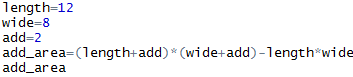 length=12
wide=8
add=2
add_area=(length+add)*(wide+add)-length*wide
add_area